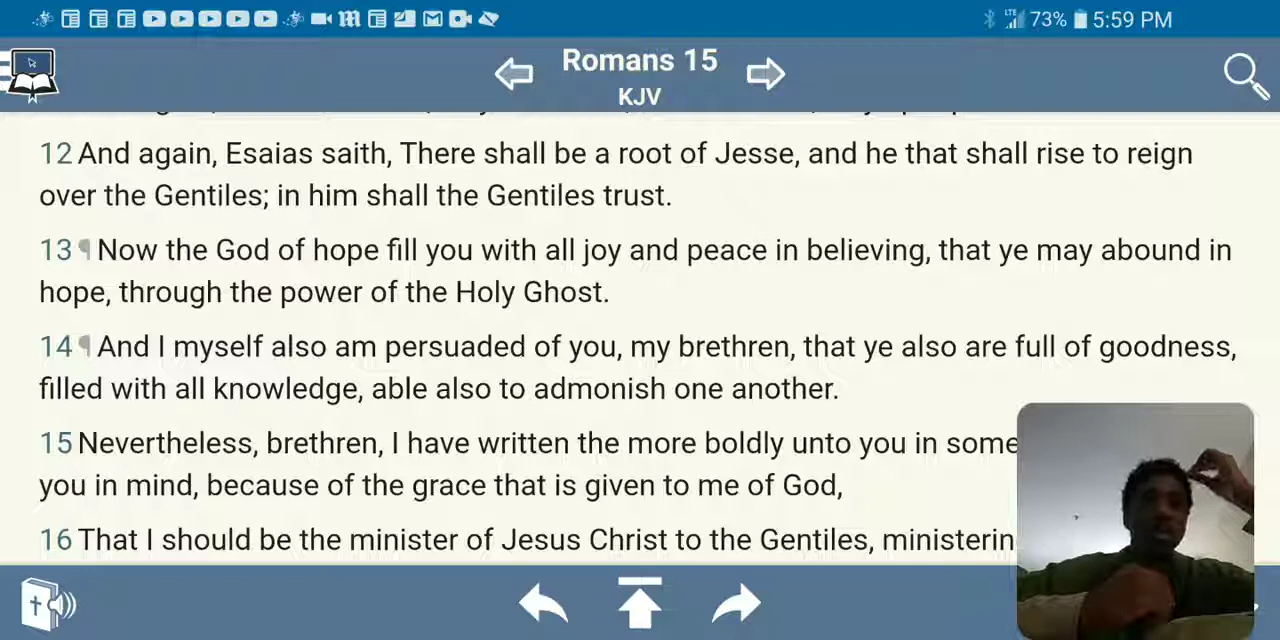 LTE 73% 5:59 PM
Romans 15
KJV
12 And again, Esaias saith, There shall be a root of Jesse, and he that shall rise to reign
over the Gentiles; in him shall the Gentiles trust.
13 ¶ Now the God of hope fill you with all joy and peace in believing, that ye may abound in
hope, through the power of the Holy Ghost.
14 ¶ And I myself also am persuaded of you, my brethren, that ye also are full of goodness,
filled with all knowledge, able also to admonish one another.
15 Nevertheless, brethren, I have written the more boldly unto you in some
you in mind, because of the grace that is given to me of God,
16 That I should be the minister of Jesus Christ to the Gentiles, ministerin